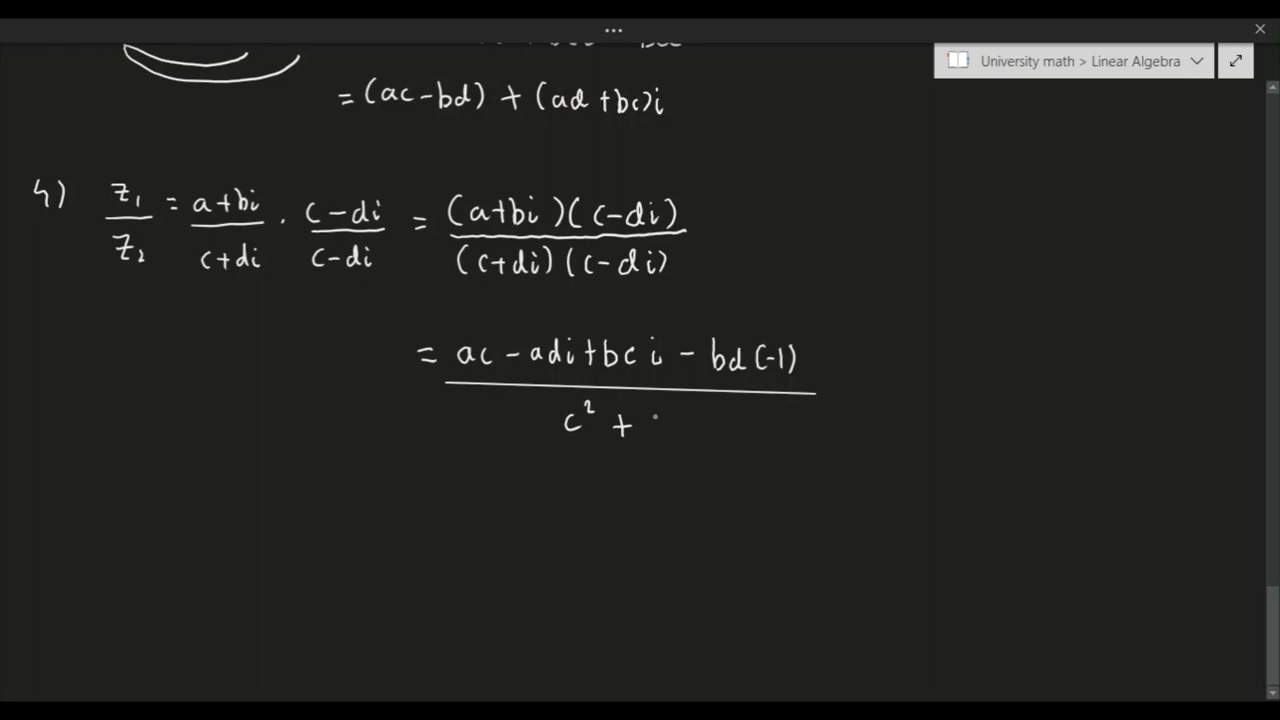 ...
University math > Linear Algebra
= (ac-bd) + (ad+bc)i
4) z₁/z₂ = a+bi/c+di · c-di/c-di = (a+bi)(c-di)/(c+di)(c-di)
= ac - adi + bci - bd(-1)
c² +